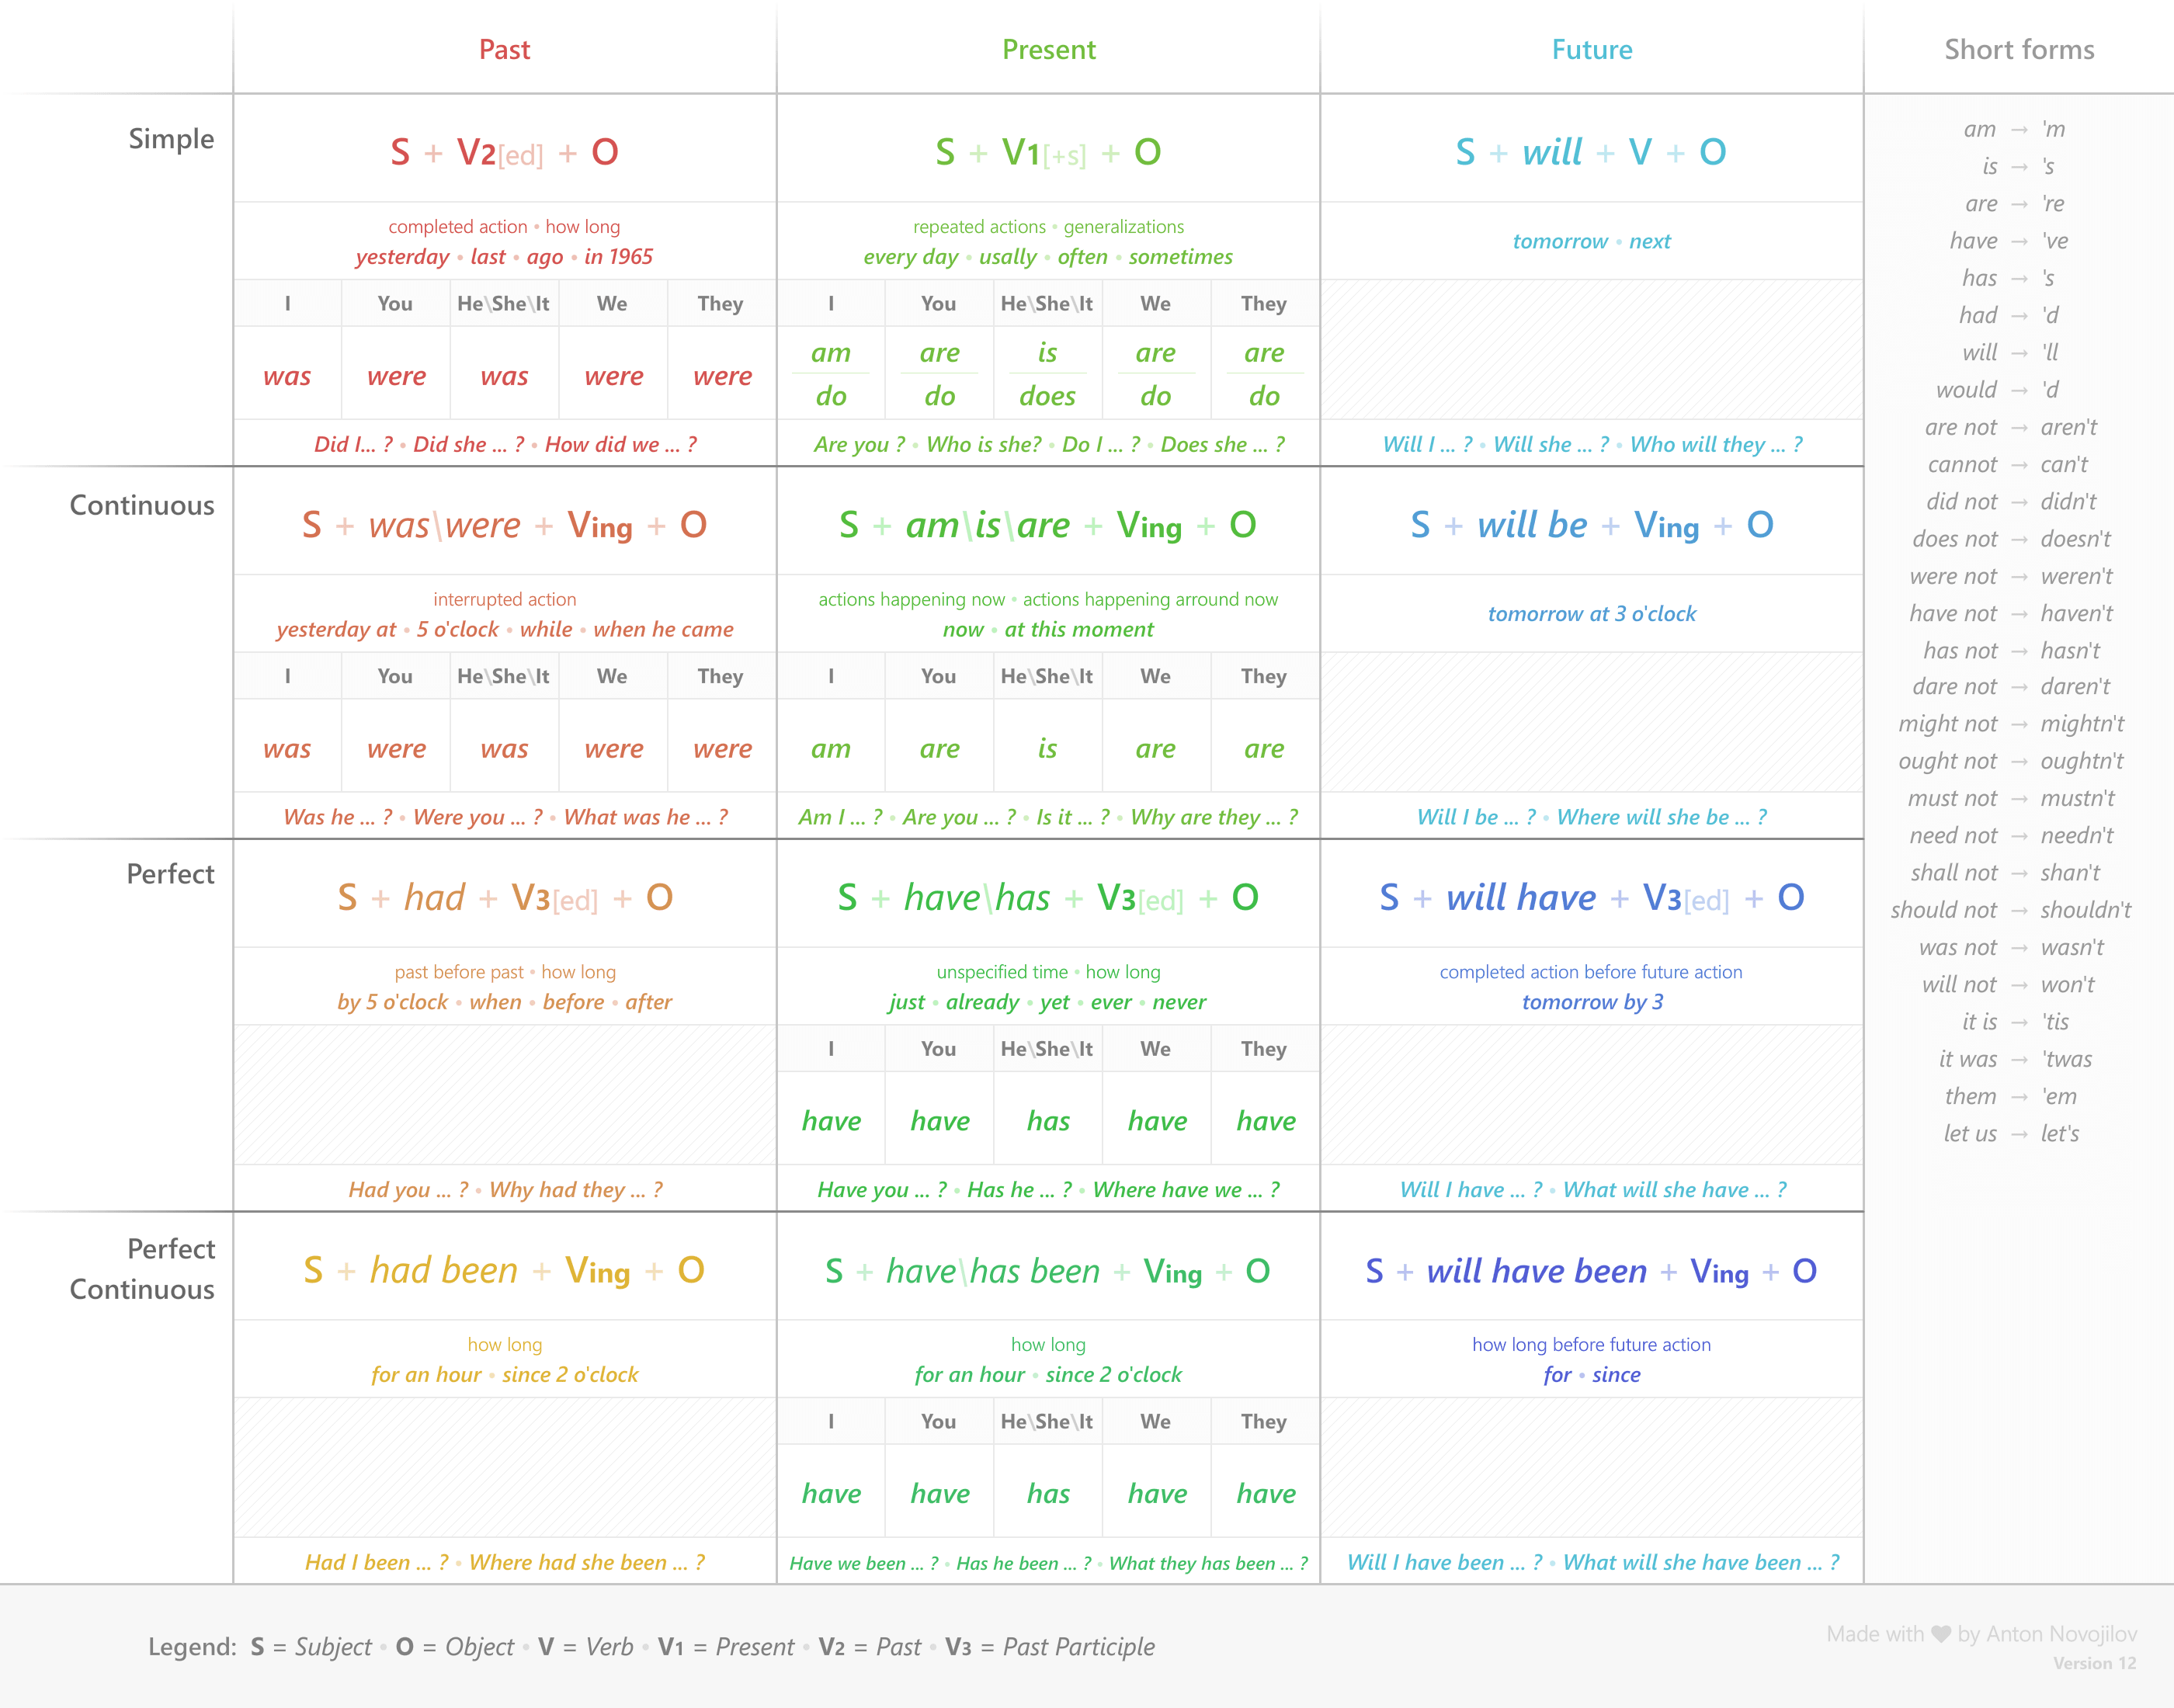 Past Present Future Short forms
Simple
S + V2[ed] + O
completed action • how long
yesterday • last • ago • in 1965
I You He\She\It We They
was were was were were
Did I... ? • Did she ... ? • How did we ... ?
S + V1[+s] + O
repeated actions • generalizations
every day • usally • often • sometimes
I You He\She\It We They
am are is are are
do do does do do
Are you ? • Who is she? • Do I ... ? • Does she ... ?
S + will + V + O
tomorrow • next
Will I ... ? • Will she ... ? • Who will they ... ?
Continuous
S + was\were + Ving + O
interrupted action
yesterday at • 5 o'clock • while • when he came
I You He\She\It We They
was were was were were
Was he ... ? • Were you ... ? • What was he ... ?
S + am\is\are + Ving + O
actions happening now • actions happening arround now
now • at this moment
I You He\She\It We They
am are is are are
Am I ... ? • Are you ... ? • Is it ... ? • Why are they ... ?
S + will be + Ving + O
tomorrow at 3 o'clock
Will I be ... ? • Where will she be ... ?
Perfect
S + had + V3[ed] + O
past before past • how long
by 5 o'clock • when • before • after
Had you ... ? • Why had they ... ?
S + have\has + V3[ed] + O
unspecified time • how long
just • already • yet • ever • never
I You He\She\It We They
have have has have have
Have you ... ? • Has he ... ? • Where have we ... ?
S + will have + V3[ed] + O
completed action before future action
tomorrow by 3
Will I have ... ? • What will she have ... ?
Perfect
Continuous
S + had been + Ving + O
how long
for an hour • since 2 o'clock
Had I been ... ? • Where had she been ... ?
S + have\has been + Ving + O
how long
for an hour • since 2 o'clock
I You He\She\It We They
have have has have have
Have we been ... ? • Has he been ... ? • What they has been ... ?
S + will have been + Ving + O
how long before future action
for • since
Will I have been ... ? • What will she have been ... ?
am → 'm
is → 's
are → 're
have → 've
has → 's
had → 'd
will → 'll
would → 'd
are not → aren't
cannot → can't
did not → didn't
does not → doesn't
were not → weren't
have not → haven't
has not → hasn't
dare not → daren't
might not → mightn't
ought not → oughtn't
must not → mustn't
need not → needn't
shall not → shan't
should not → shouldn't
was not → wasn't
will not → won't
it is → 'tis
it was → 'twas
them → 'em
let us → let's
Legend: S = Subject • O = Object • V = Verb • V1 = Present • V2 = Past • V3 = Past Participle
Made with ♥ by Anton Novojilov
Version 12